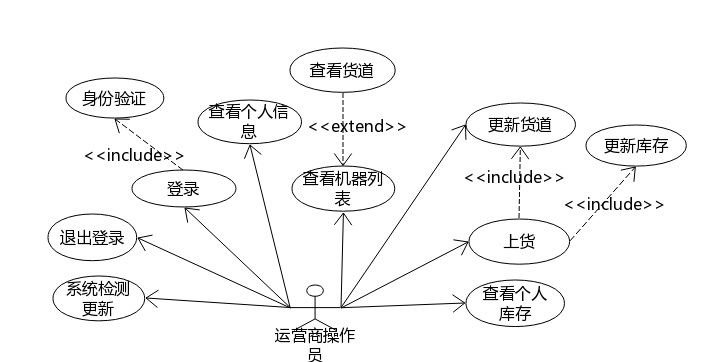 查看货道
身份验证
查看个人信
息
<<extend>>
更新货道
更新库存
<<include>>
登录
查看机器列
表
<<include>>
<<include>>
退出登录
上货
系统检测
更新
查看个人
库存
运营商操作
员